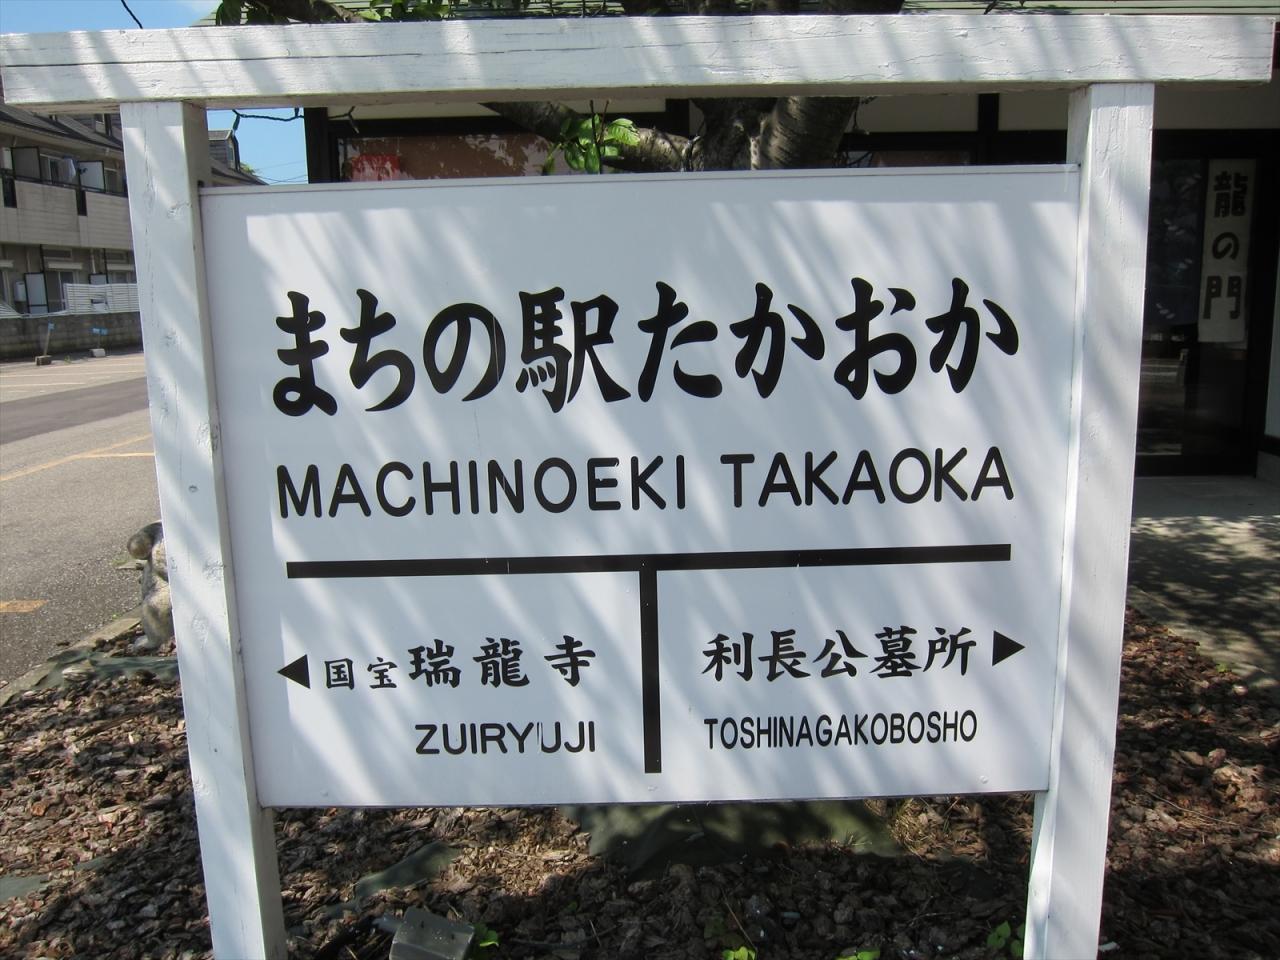 まちの駅たかおか
MACHINOEKI TAKAOKA
◀国宝瑞龍寺
ZUIRYUJI
利長公墓所▶
TOSHINAGAKOBOSHO
龍の門